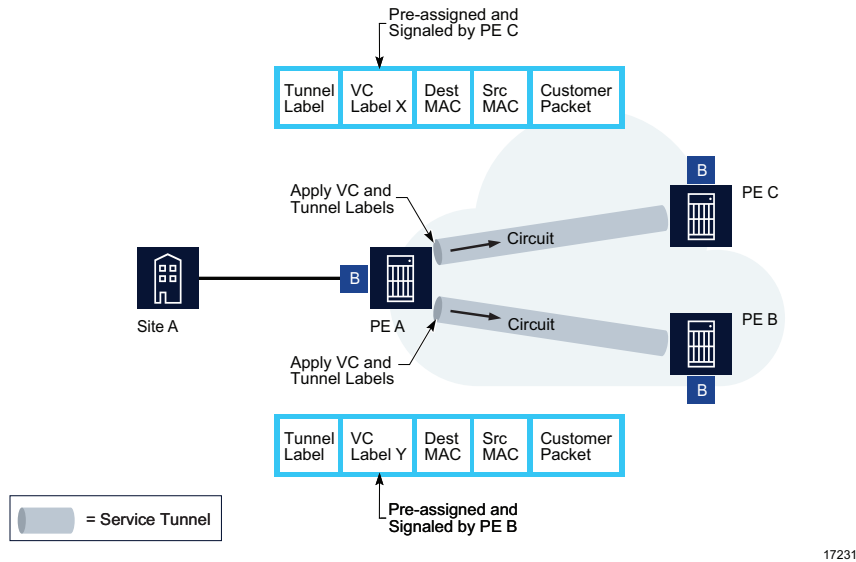 Pre-assigned and
Signaled by PE C
Tunnel
Label
VC
Label X
Dest
MAC
Src
MAC
Customer
Packet
B
PE C
Apply VC and
Tunnel Labels
Circuit
B
Site A
PE A
Circuit
PE B
Apply VC and
Tunnel Labels
B
Tunnel
Label
VC
Label Y
Dest
MAC
Src
MAC
Customer
Packet
Pre-assigned and
Signaled by PE B
= Service Tunnel
17231